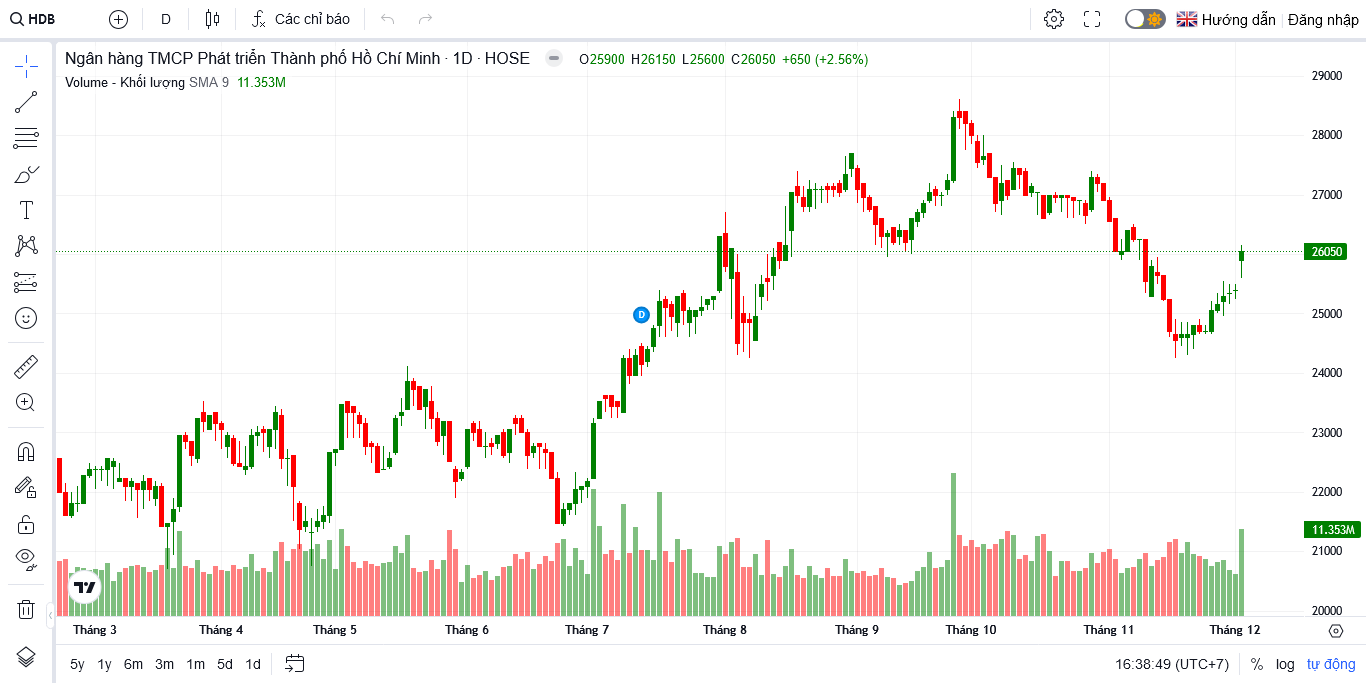 HDB D Các chỉ báo Hướng dẫn Đăng nhập
Ngân hàng TMCP Phát triển Thành phố Hồ Chí Minh · 1D · HOSE O25900 H26150 L25600 C26050 +650 (+2.56%)
Volume - Khối lượng SMA 9 11.353M
29000
28000
27000
26050
D
25000
24000
23000
22000
11.353M
21000
20000
Tháng 3 Tháng 4 Tháng 5 Tháng 6 Tháng 7 Tháng 8 Tháng 9 Tháng 10 Tháng 11 Tháng 12
5y 1y 6m 3m 1m 5d 1d 16:38:49 (UTC+7) % log tự động